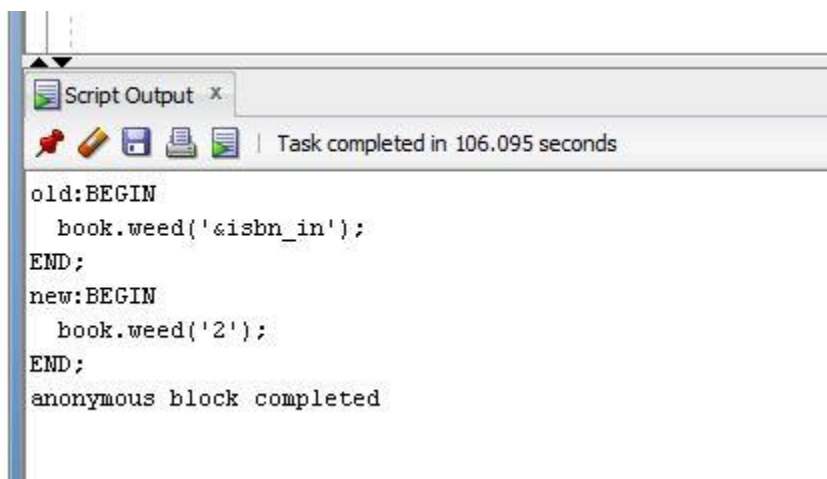 Script Output x
Task completed in 106.095 seconds
old:BEGIN
  book.weed('&isbn_in');
END;
new:BEGIN
  book.weed('2');
END;
anonymous block completed